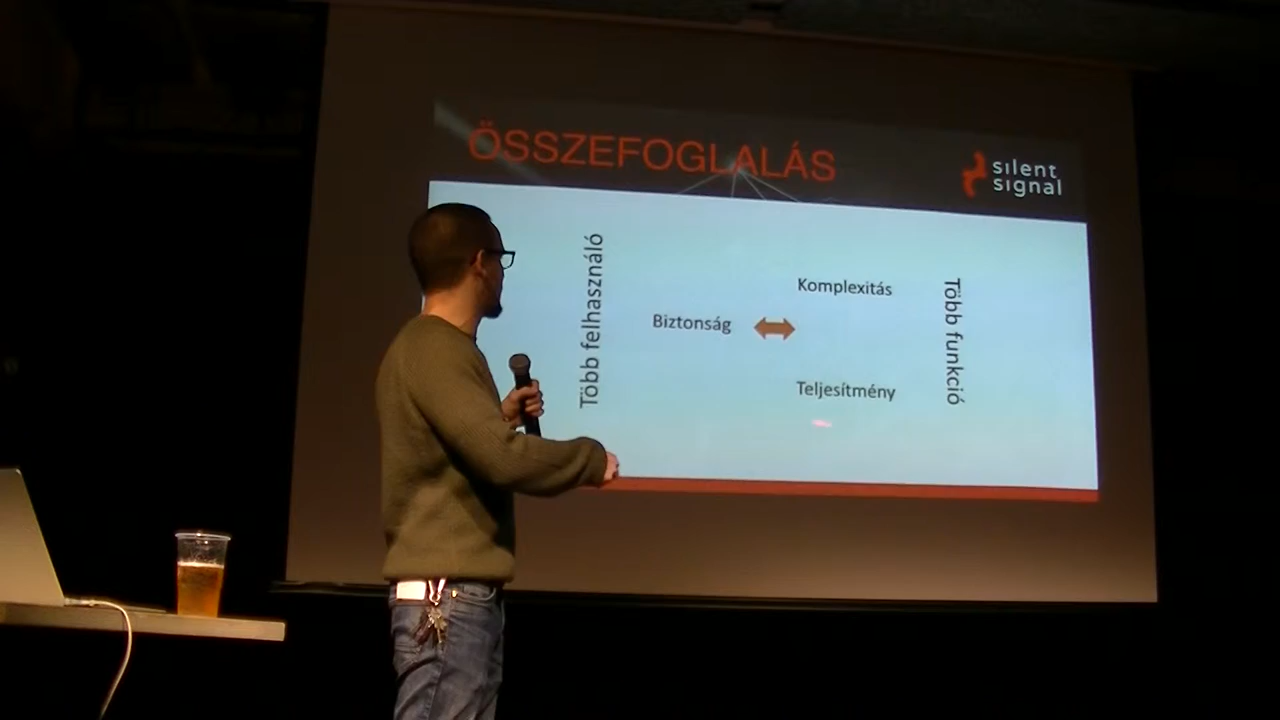 ÖSSZEFOGLALÁS
silent
signal
Több felhasználó
Biztonság
Komplexitás
Teljesítmény
Több funkció